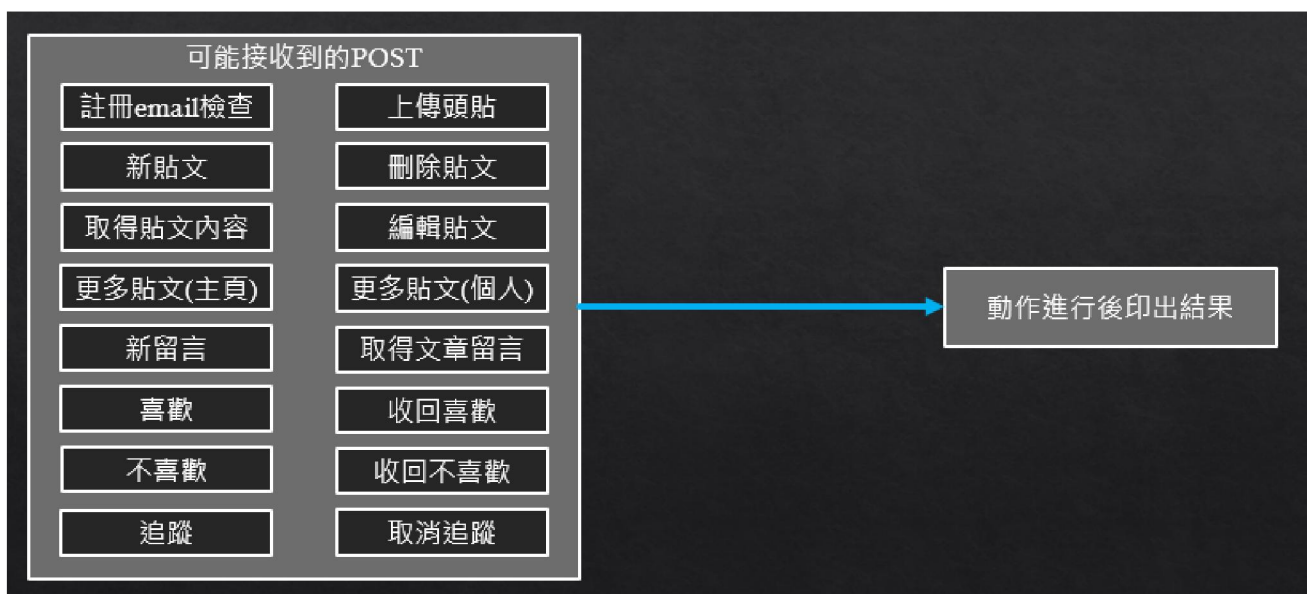 可能接收到的POST
註冊email檢查
上傳頭貼
新貼文
刪除貼文
取得貼文內容
編輯貼文
更多貼文(主頁)
更多貼文(個人)
新留言
取得文章留言
喜歡
收回喜歡
不喜歡
收回不喜歡
追蹤
取消追蹤
動作進行後印出結果